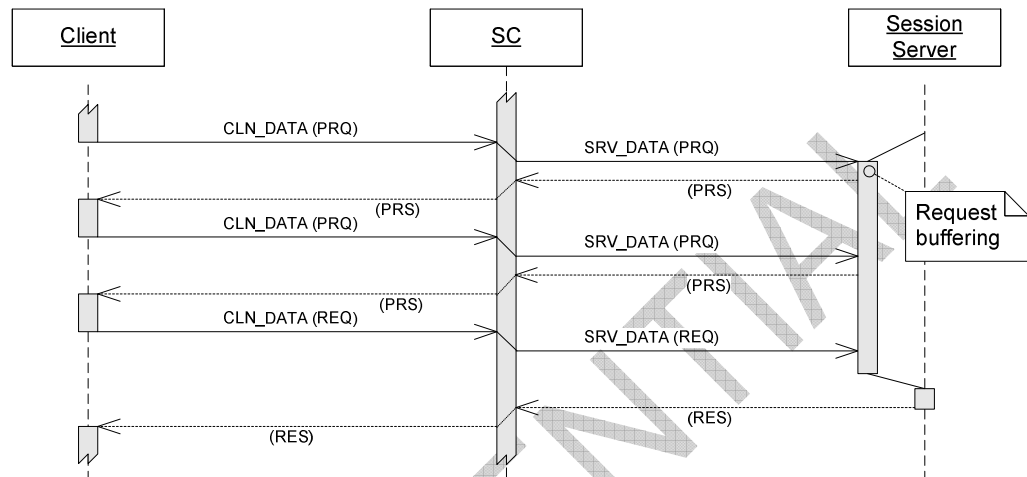 Client
SC
Session
Server
CLN_DATA (PRQ)
SRV_DATA (PRQ)
(PRS)
(PRS)
Request
buffering
CLN_DATA (PRQ)
SRV_DATA (PRQ)
(PRS)
(PRS)
CLN_DATA (REQ)
SRV_DATA (REQ)
(RES)
(RES)
ENTIAL